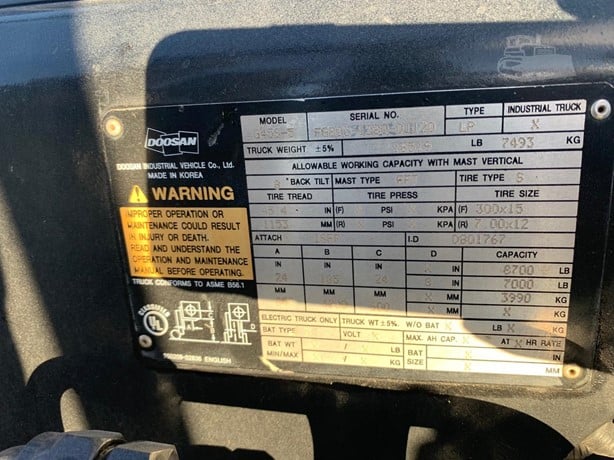 DOOSAN
DOOSAN INDUSTRIAL VEHICLE Co., Ltd.
MADE IN KOREA
WARNING
IMPROPER OPERATION OR
MAINTENANCE COULD RESULT
IN INJURY OR DEATH.
READ AND UNDERSTAND THE
OPERATION AND MAINTENANCE
MANUAL BEFORE OPERATING.
TRUCK CONFORMS TO ASME B56.1
CLASSIFIED
UL
ENGLISH
MODEL SERIAL NO. TYPE INDUSTRIAL TRUCK
LP X
TRUCK WEIGHT ±5% LB 7493 KG
ALLOWABLE WORKING CAPACITY WITH MAST VERTICAL
BACK TILT MAST TYPE TIRE TYPE S
TIRE TREAD TIRE PRESS TIRE SIZE
IN (F) X PSI X KPA (F) 300x15
1153 MM (R) X PSI X KPA (R) 7.00x12
ATTACH I.D 0801767
A B C D CAPACITY
IN IN IN IN 8700 LB
24 24 7000 LB
MM MM MM MM 3990 KG
X KG
ELECTRIC TRUCK ONLY TRUCK WT ±5%. W/O BAT X LB X KG
BAT TYPE VOLT X MAX. AH CAP. X AT X HR RATE
BAT WT / LB BAT X IN
MIN/MAX X / X KG SIZE X MM